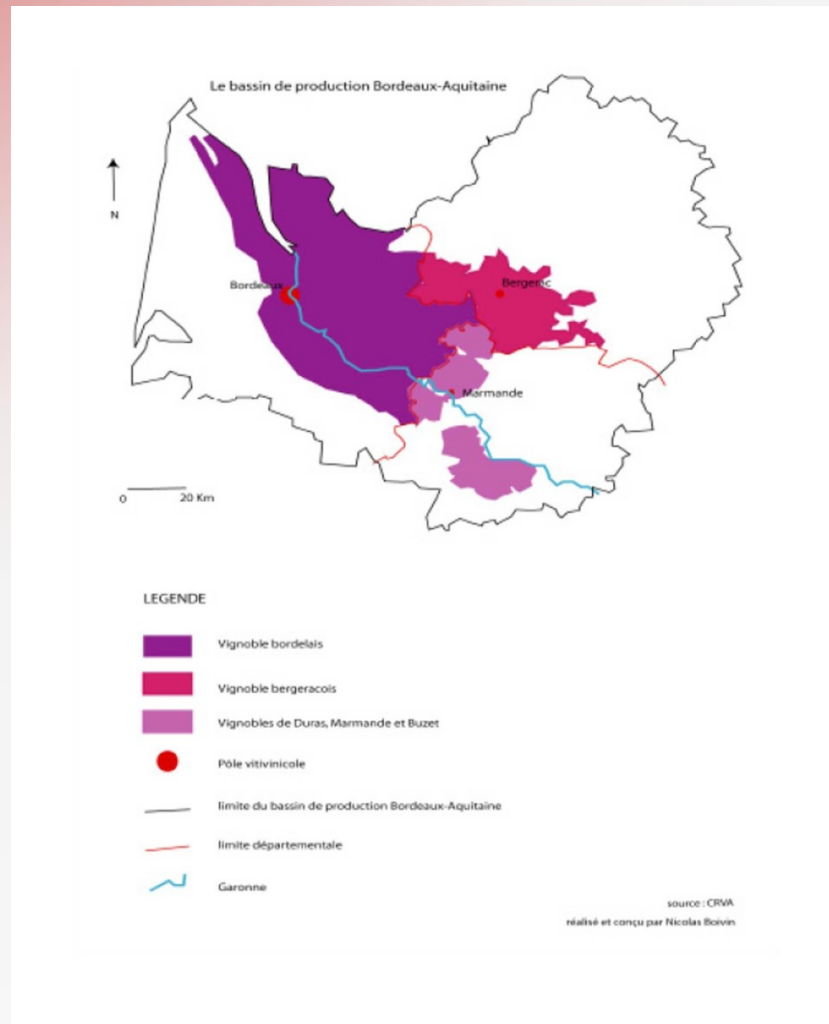 Le bassin de production Bordeaux-Aquitaine
N
Bordeaux
Bergerac
Marmande
0 20 Km
LEGENDE
Vignoble bordelais
Vignoble bergeracois
Vignobles de Duras, Marmande et Buzet
Pôle vitivinicole
limite du bassin de production Bordeaux-Aquitaine
limite départementale
Garonne
source : CRVA
réalisé et conçu par Nicolas Boivin